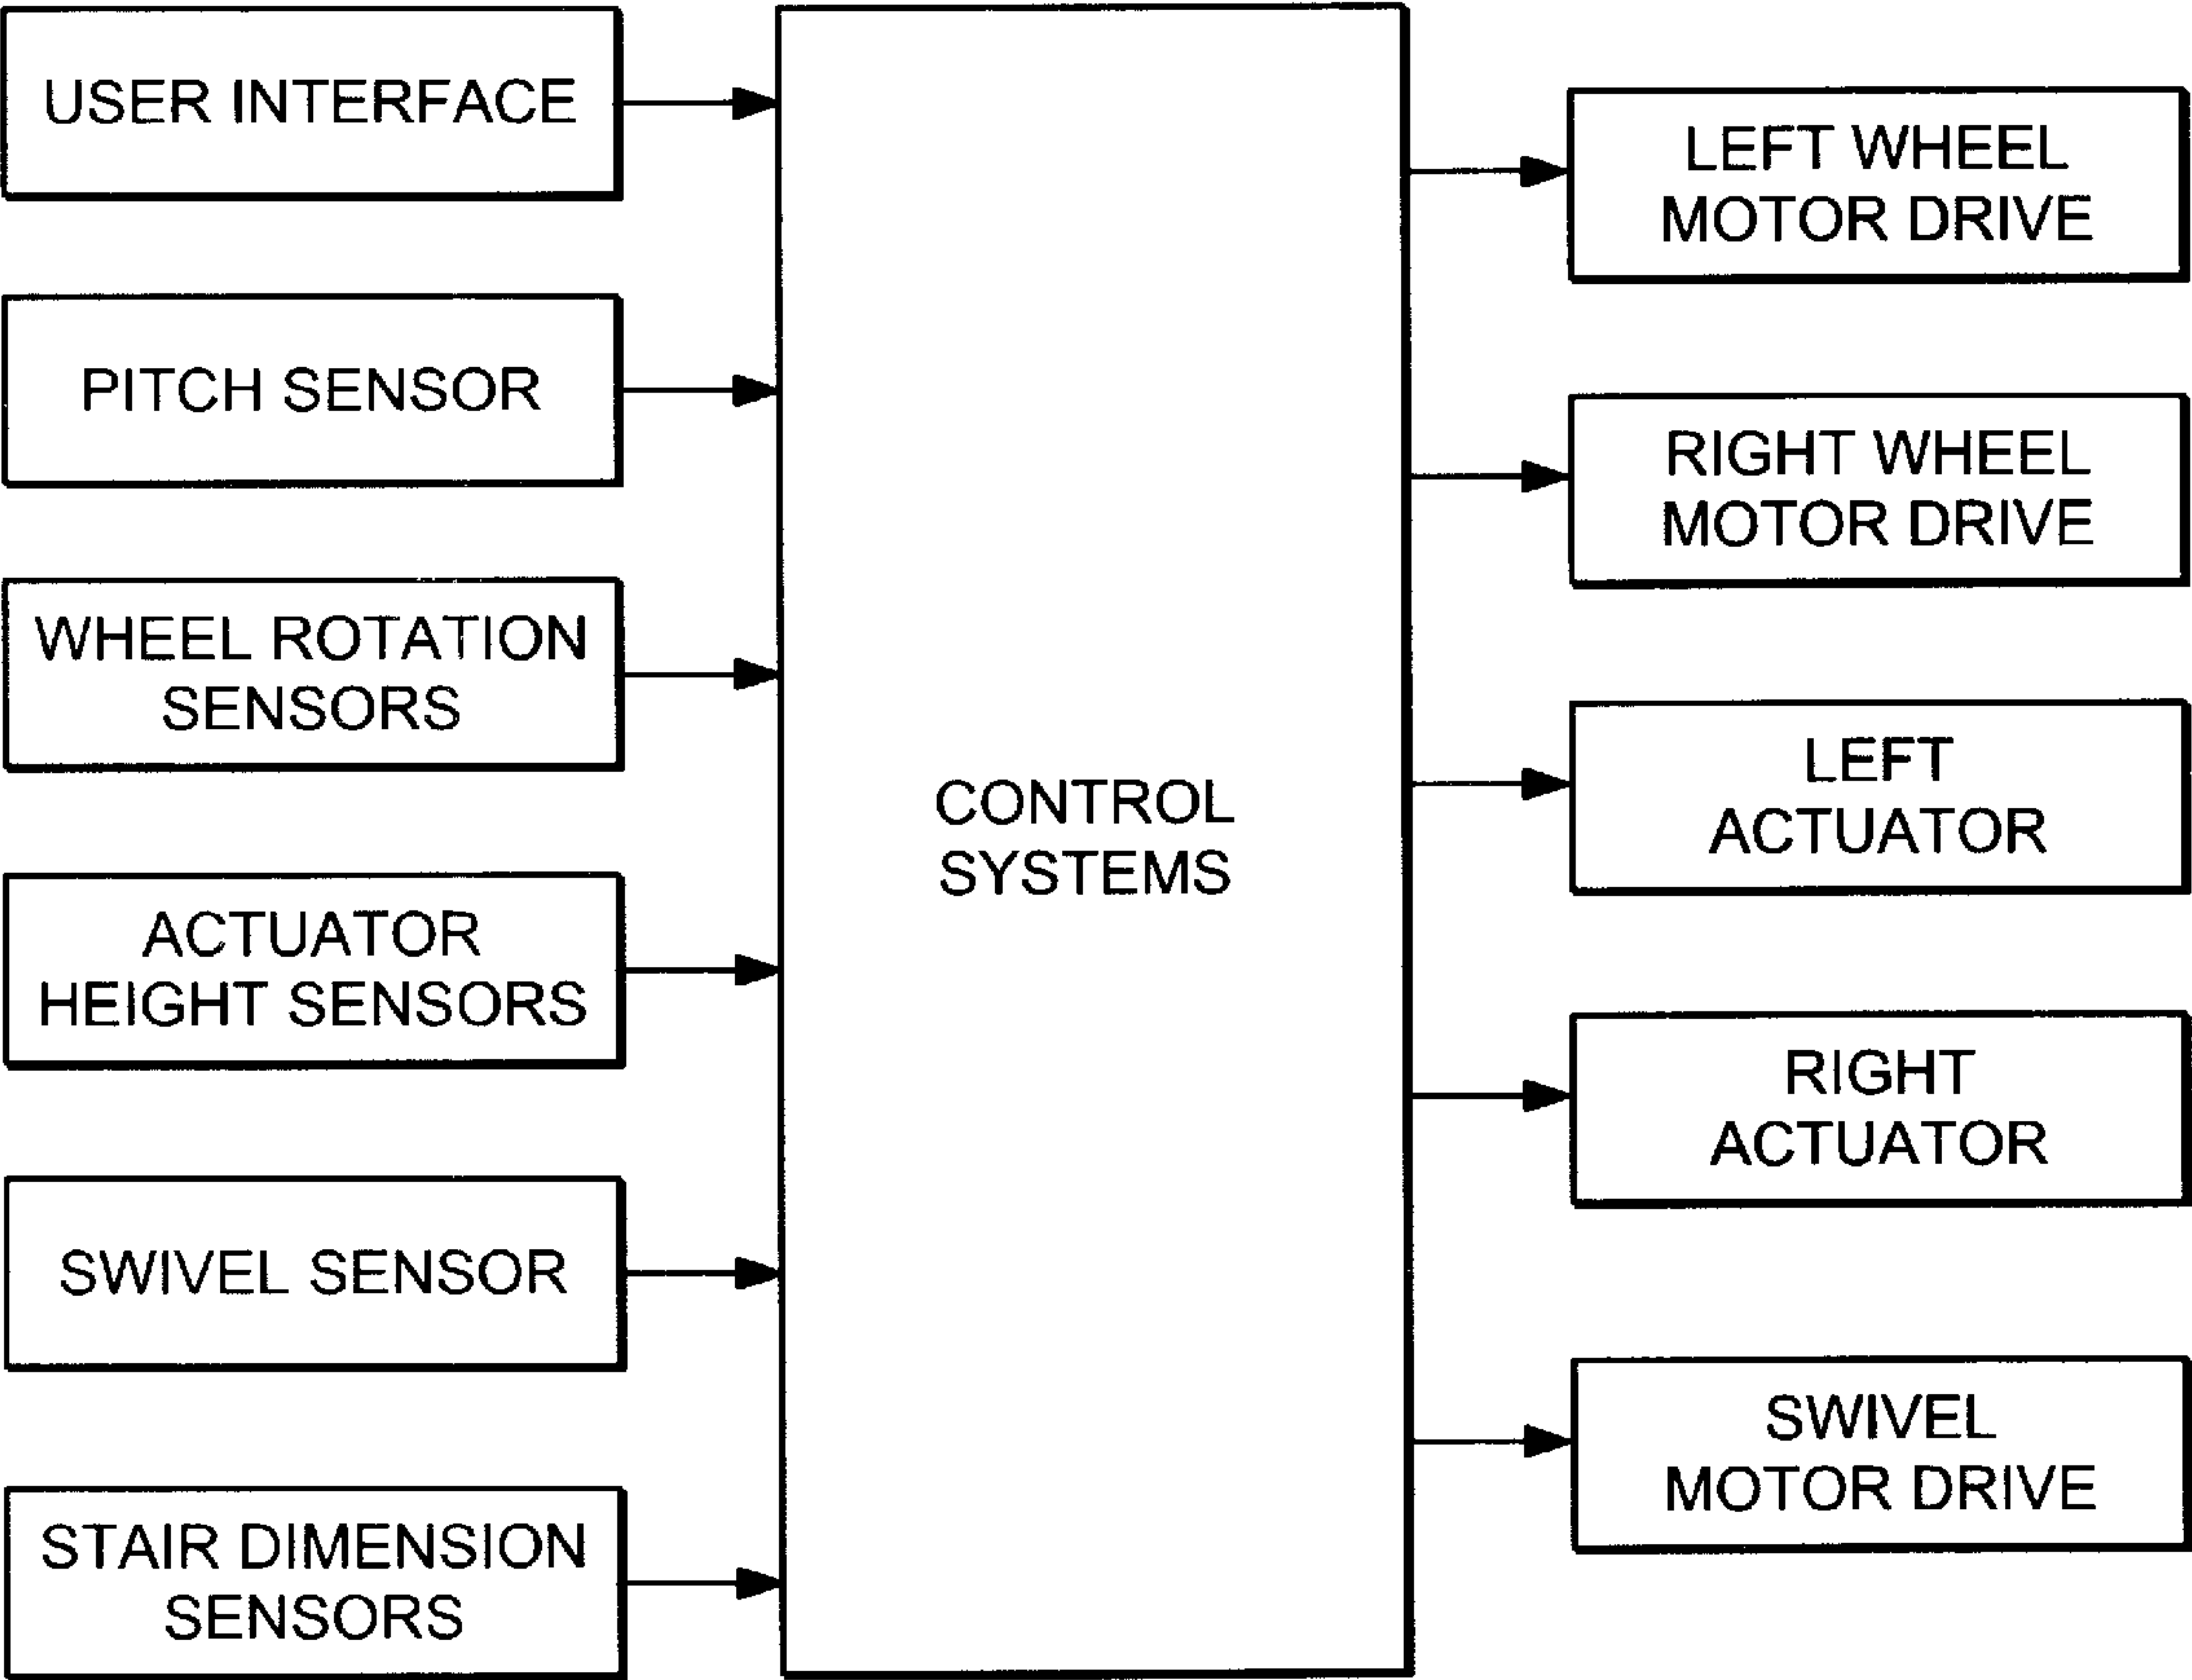 USER INTERFACE
PITCH SENSOR
WHEEL ROTATION
SENSORS
ACTUATOR
HEIGHT SENSORS
SWIVEL SENSOR
STAIR DIMENSION
SENSORS
CONTROL
SYSTEMS
LEFT WHEEL
MOTOR DRIVE
RIGHT WHEEL
MOTOR DRIVE
LEFT
ACTUATOR
RIGHT
ACTUATOR
SWIVEL
MOTOR DRIVE